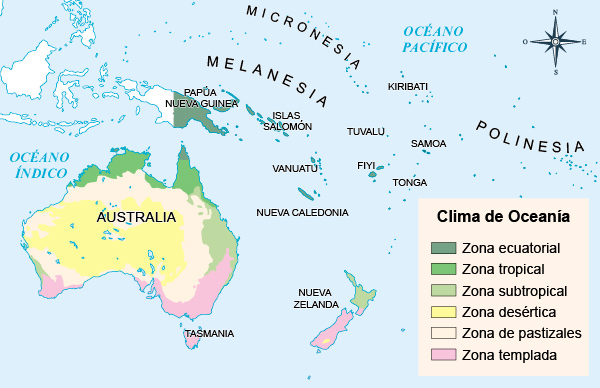 MICRONESIA
OCÉANO
PACÍFICO
N
O
E
S
MELANESIA
KIRIBATI
PAPÚA
NUEVA GUINEA
ISLAS
SALOMÓN
TUVALU
POLINESIA
SAMOA
OCÉANO
ÍNDICO
VANUATU
FIYI
TONGA
AUSTRALIA
NUEVA CALEDONIA
Clima de Oceanía
Zona ecuatorial
Zona tropical
Zona subtropical
Zona desértica
Zona de pastizales
Zona templada
NUEVA
ZELANDA
TASMANIA